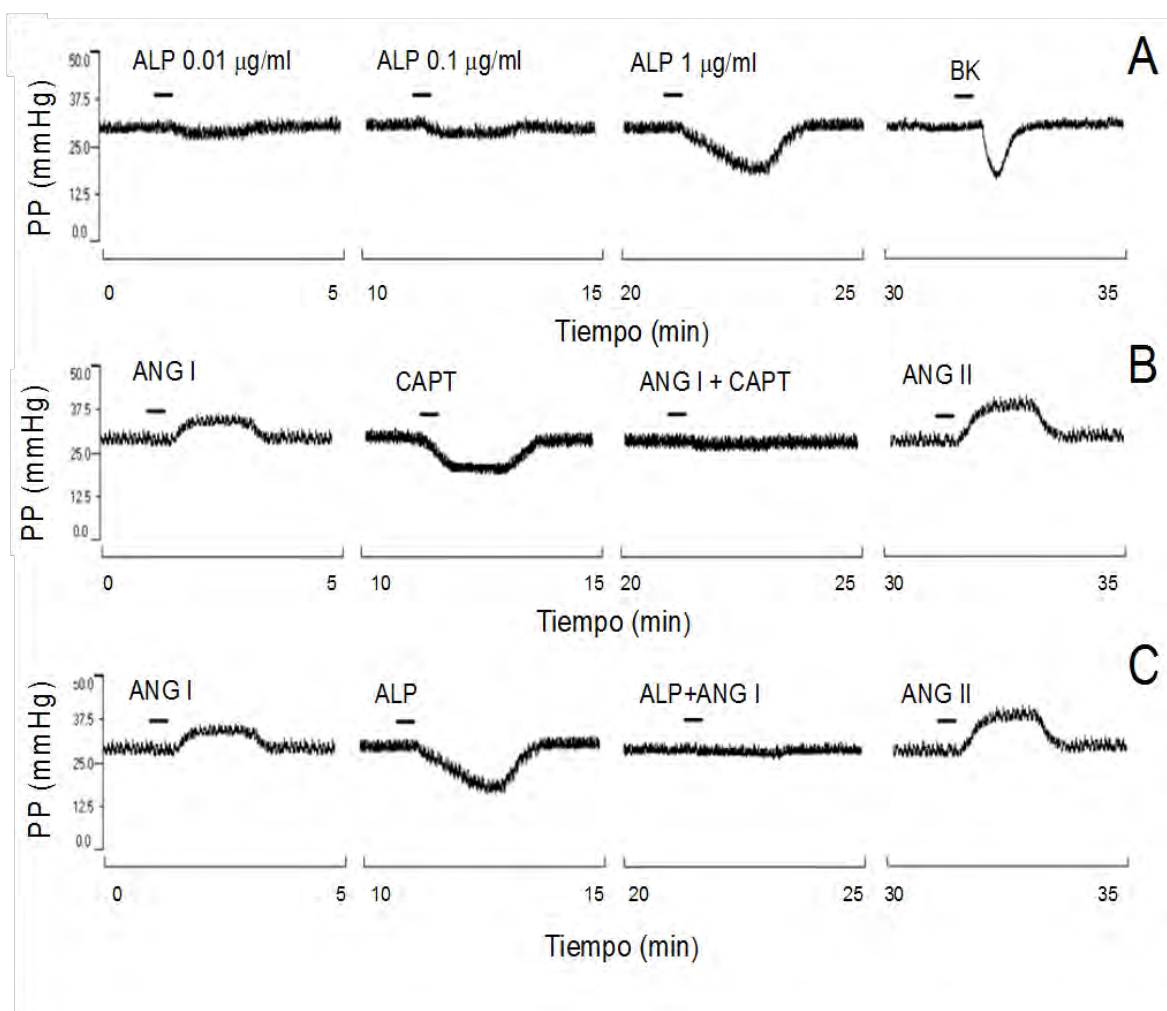 A
ALP 0.01 μg/ml
ALP 0.1 μg/ml
ALP 1 μg/ml
BK
PP (mmHg)
50.0
37.5
25.0
12.5
0.0
0 5 10 15 20 25 30 35
Tiempo (min)
B
ANG I
CAPT
ANG I + CAPT
ANG II
PP (mmHg)
50.0
37.5
25.0
12.5
0.0
0 5 10 15 20 25 30 35
Tiempo (min)
C
ANG I
ALP
ALP+ANG I
ANG II
PP (mmHg)
50.0
37.5
25.0
12.5
0.0
0 5 10 15 20 25 30 35
Tiempo (min)